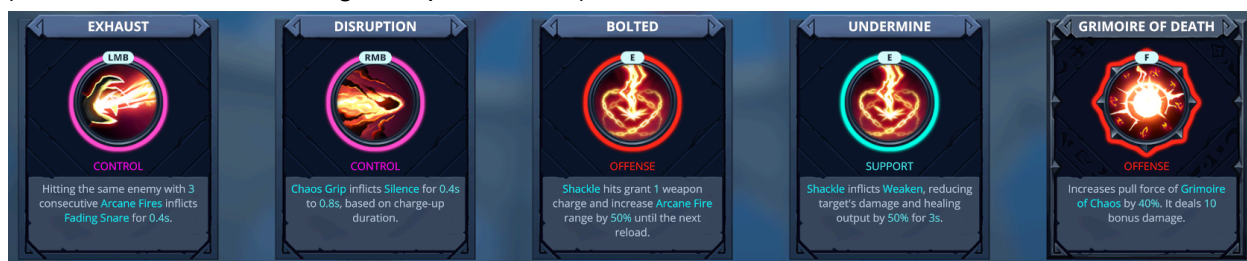 EXHAUST
LMB
CONTROL
Hitting the same enemy with 3
consecutive Arcane Fires inflicts
Fading Snare for 0.4s.
DISRUPTION
RMB
CONTROL
Chaos Grip inflicts Silence for 0.4s
to 0.8s, based on charge-up
duration.
BOLTED
E
OFFENSE
Shackle hits grant 1 weapon
charge and increase Arcane Fire
range by 50% until the next
reload.
UNDERMINE
E
SUPPORT
Shackle inflicts Weaken, reducing
target's damage and healing
output by 50% for 3s.
GRIMOIRE OF DEATH
F
OFFENSE
Increases pull force of Grimoire
of Chaos by 40%. It deals 10
bonus damage.